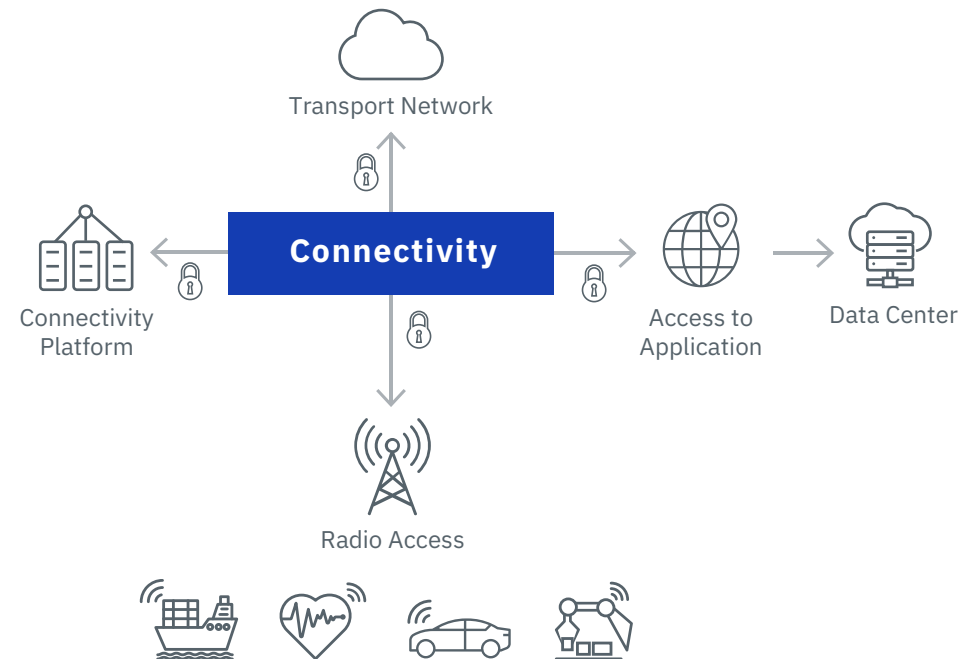 Transport Network
Connectivity
Connectivity
Platform
Access to
Application
Data Center
Radio Access